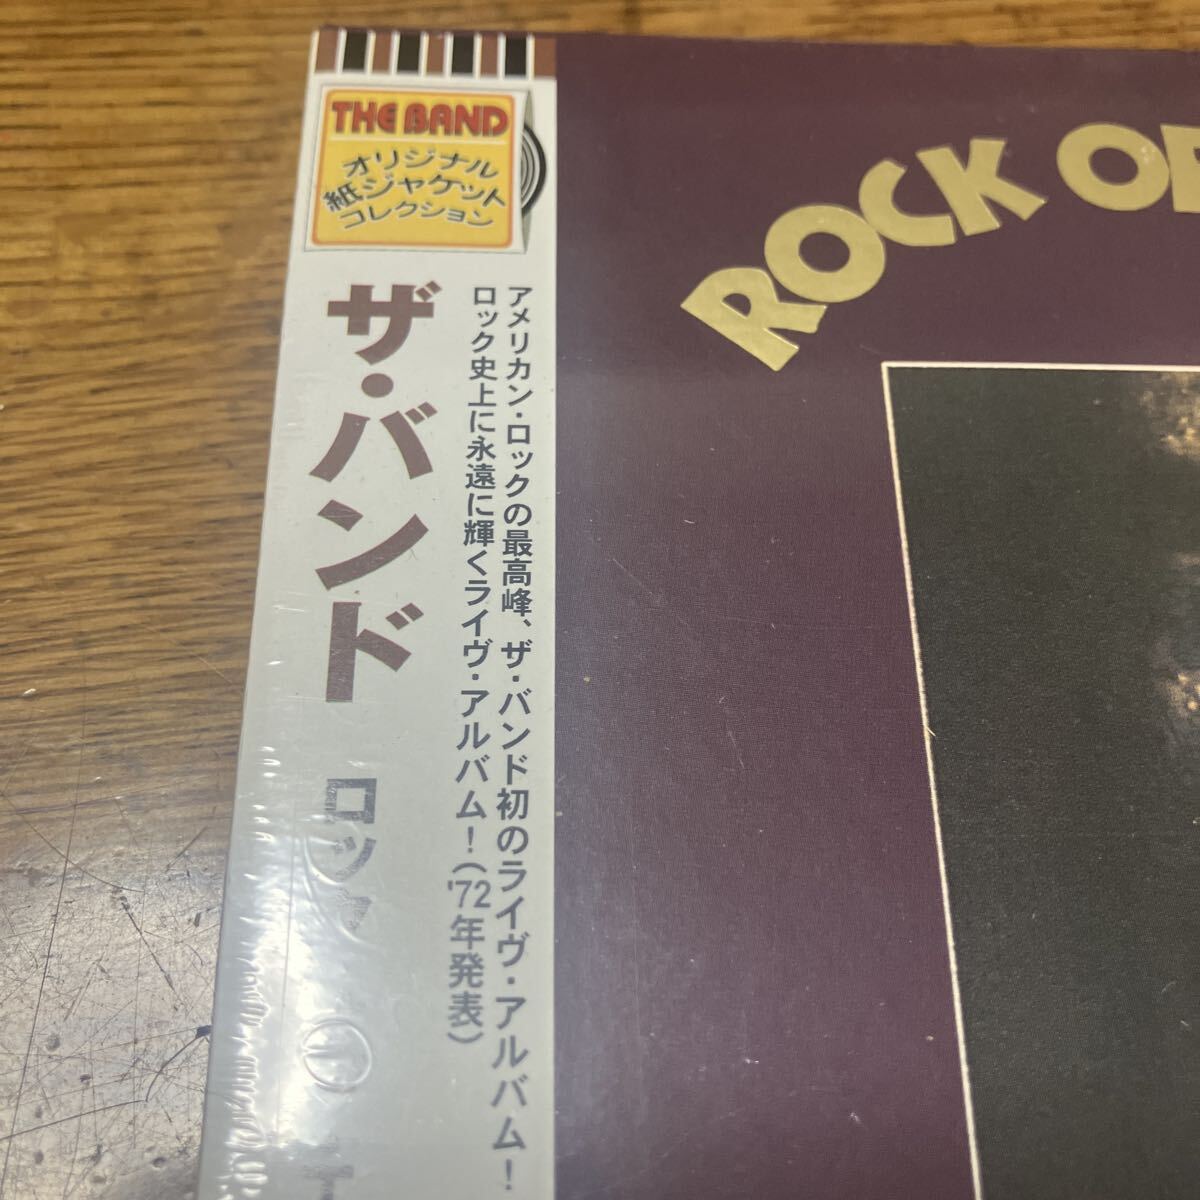 THE BAND
オリジナル
紙ジャケット
コレクション
ザ・バンド
アメリカン・ロックの最高峰、ザ・バンド初のライヴ・アルバム！
ロック史上に永遠に輝くライヴ・アルバム！（'72年発表）
ROCK OF